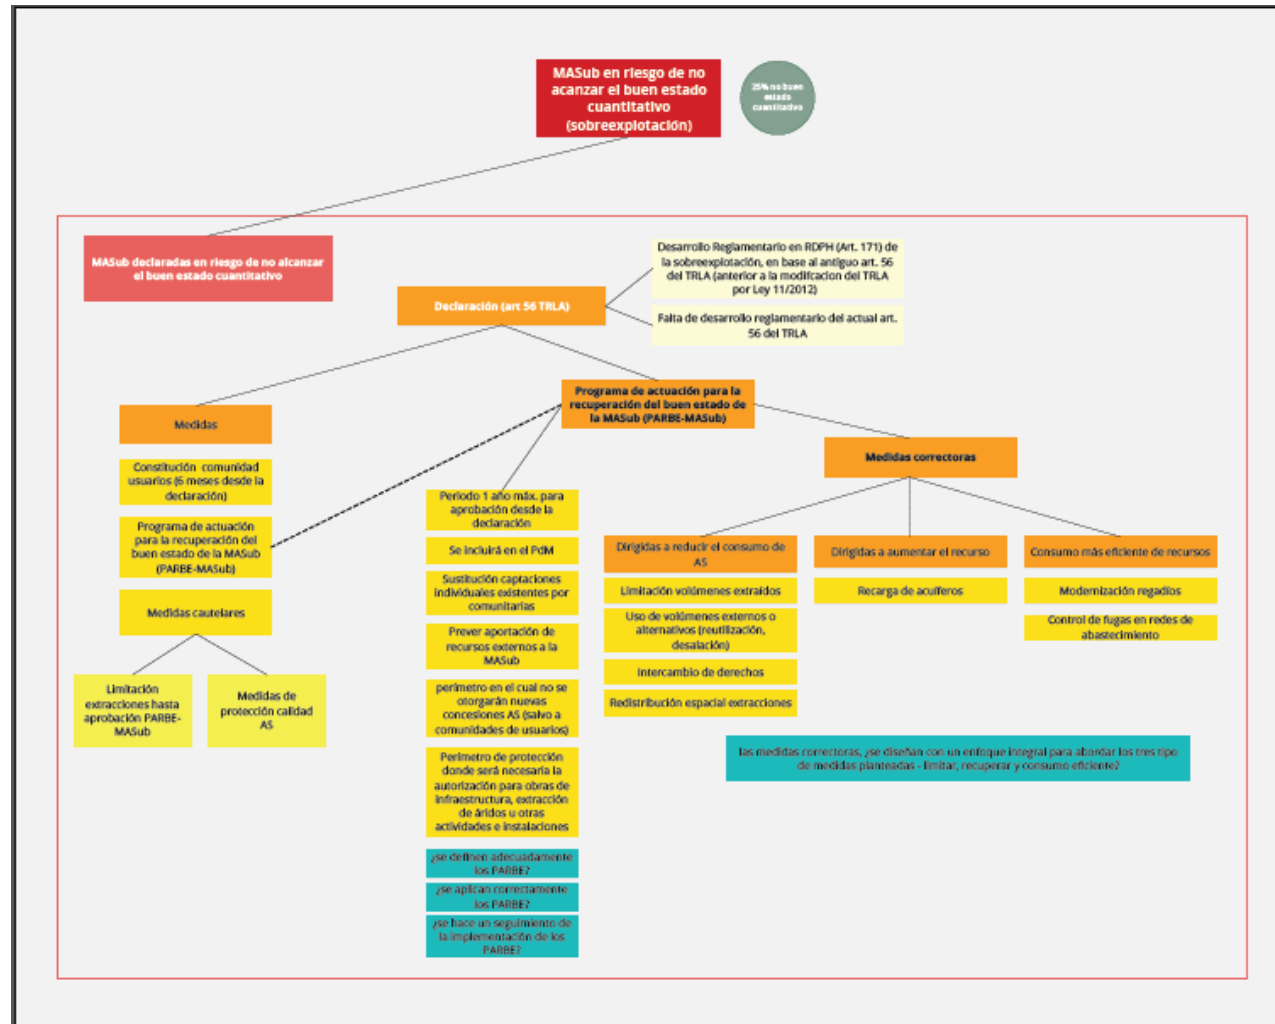 MASub en riesgo de no
acanzar el buen estado
cuantitativo
(sobreexplotación)
25% no buen
estado
cuantitativo
MASub declaradas en riesgo de no alcanzar
el buen estado cuantitativo
Declaración (art 56 TRLA)
Desarrollo Reglamentario en RDPH (Art. 171) de
la sobreexplotación, en base al antiguo art. 56
del TRLA (anterior a la modifcacion del TRLA
por Ley 11/2012)
Falta de desarrollo reglamentario del actual art.
56 del TRLA
Programa de actuación para la
recuperación del buen estado de
la MASub (PARBE-MASub)
Medidas
Constitución comunidad
usuarios (6 meses desde la
declaración)
Programa de actuación
para la recuperación del
buen estado de la MASub
(PARBE-MASub)
Medidas cautelares
Limitación
extracciones hasta
aprobación PARBE-
MASub
Medidas de
protección calidad
AS
Periodo 1 año máx. para
aprobación desde la
declaración
Se incluirá en el PdM
Sustitución captaciones
individuales existentes por
comunitarias
Prever aportación de
recursos externos a la
MASub
perímetro en el cual no se
otorgarán nuevas
concesiones AS (salvo a
comunidades de usuarios)
Perímetro de protección
donde será necesaria la
autorización para obras de
infraestructura, extracción
de áridos u otras
actividades e instalaciones
¿se definen adecuadamente
los PARBE?
¿se aplican correctamente
los PARBE?
¿se hace un seguimiento de
la implementación de los
PARBE?
Medidas correctoras
Dirigidas a reducir el consumo de
AS
Limitación volúmenes extraídos
Uso de volúmenes externos o
alternativos (reutilización,
desalación)
Intercambio de derechos
Redistribución espacial extracciones
Dirigidas a aumentar el recurso
Recarga de acuíferos
Consumo más eficiente de recursos
Modernización regadíos
Control de fugas en redes de
abastecimiento
las medidas correctoras, ¿se diseñan con un enfoque integral para abordar los tres tipo
de medidas planteadas - limitar, recuperar y consumo eficiente?